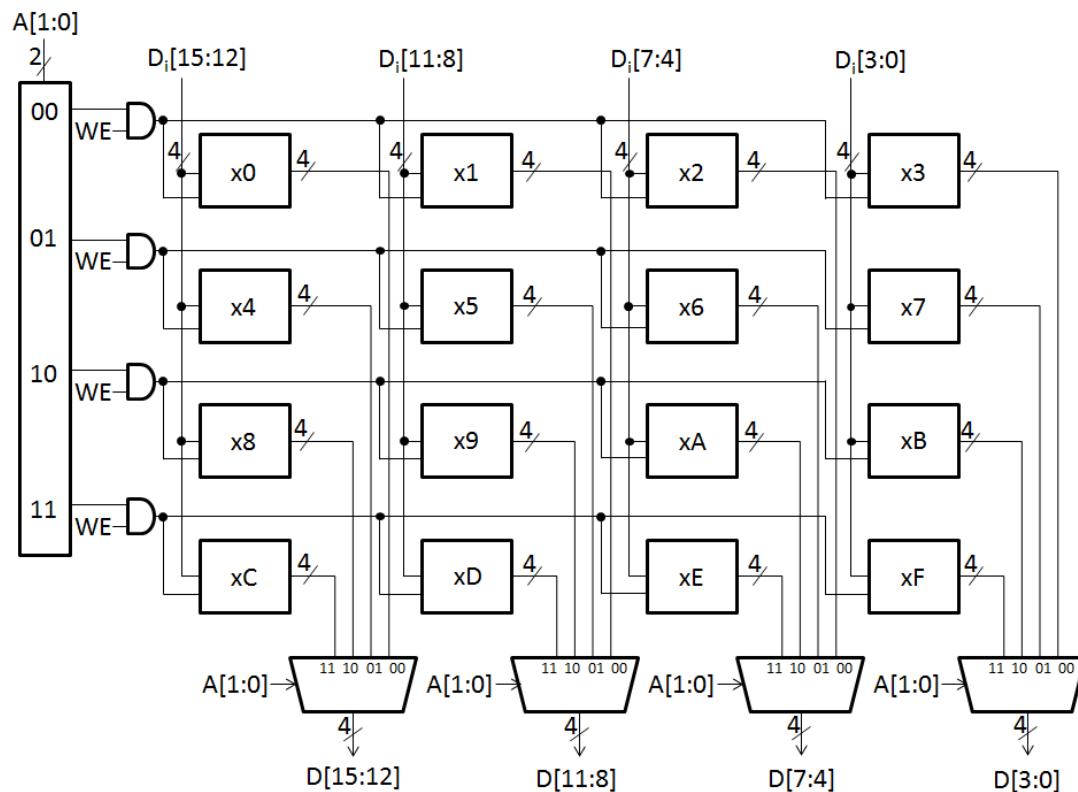 A[1:0]
2
Di[15:12] Di[11:8] Di[7:4] Di[3:0]
00
WE
4 x0 4 4 x1 4 4 x2 4 4 x3 4
01
WE
x4 4 x5 4 x6 4 x7 4
10
WE
x8 4 x9 4 xA 4 xB 4
11
WE
xC 4 xD 4 xE 4 xF 4
11 10 01 00 11 10 01 00 11 10 01 00 11 10 01 00
A[1:0] A[1:0] A[1:0] A[1:0]
4 4 4 4
D[15:12] D[11:8] D[7:4] D[3:0]